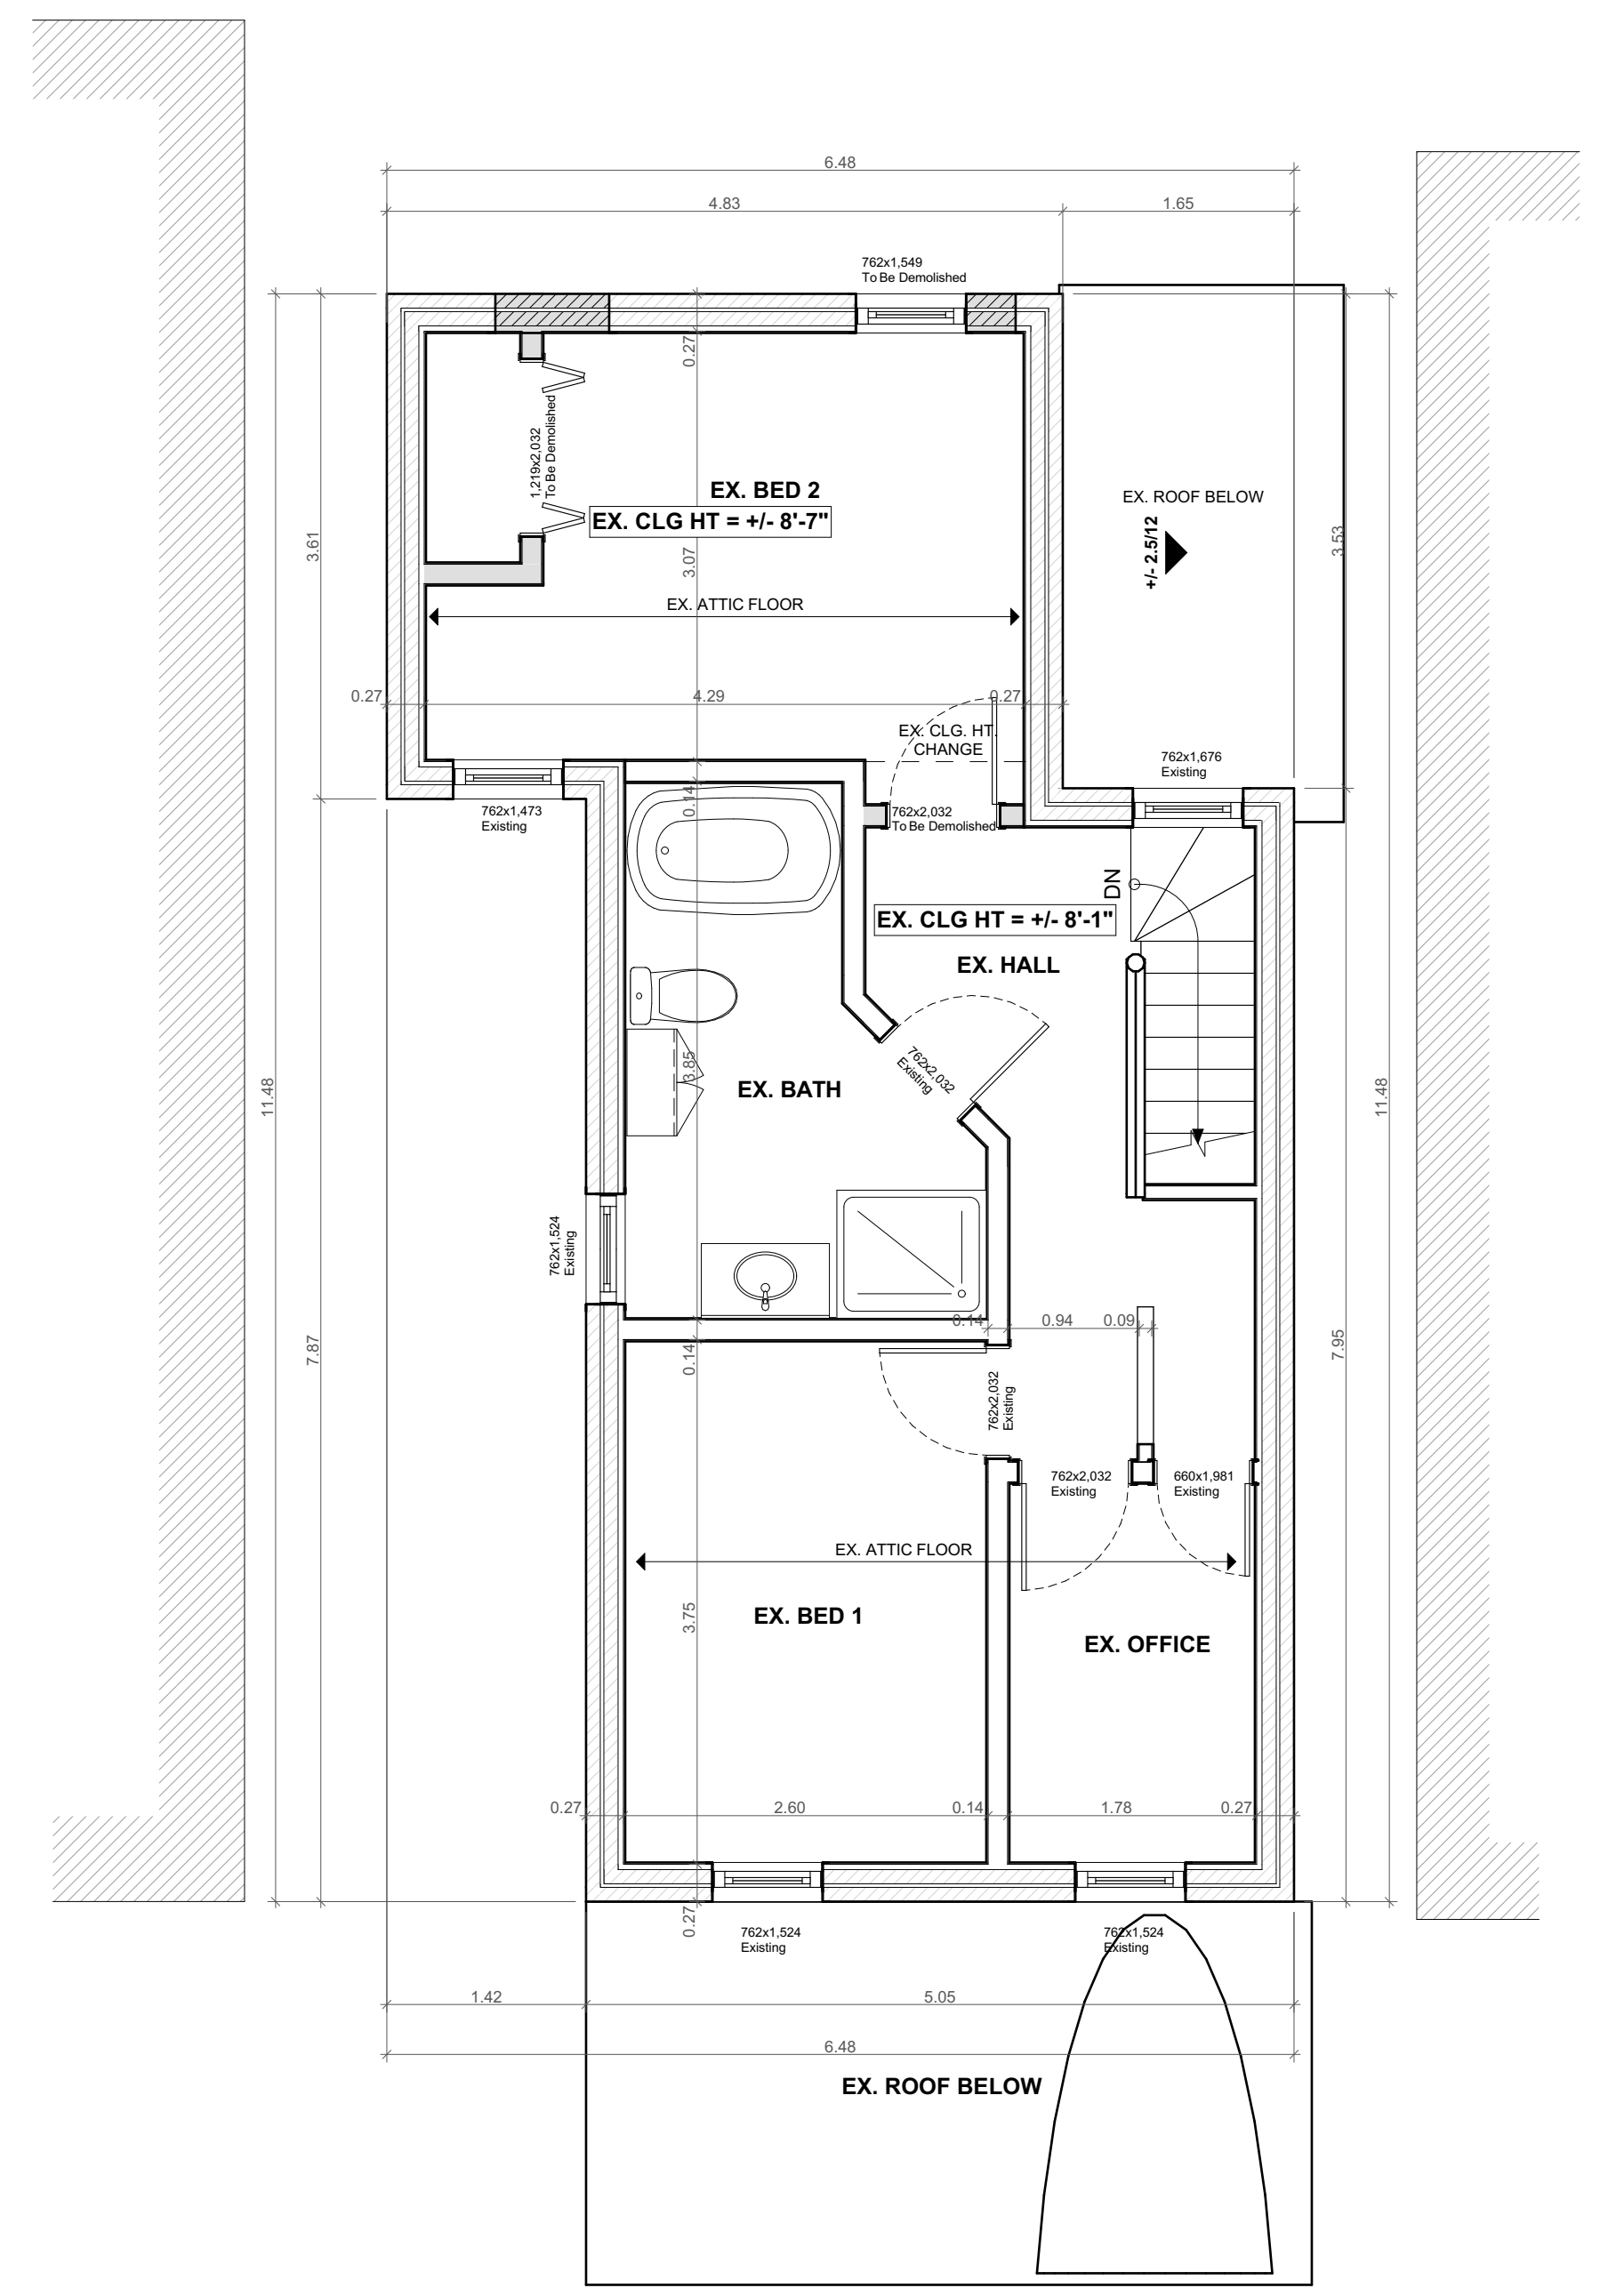 6.48
4.83
1.65
762x1,549
To Be Demolished
0.27
1,219x2,032
To Be Demolished
EX. BED 2
EX. CLG HT = +/- 8'-7"
EX. ROOF BELOW
+/- 2.5/12
3.61
3.07
3.53
EX. ATTIC FLOOR
0.27
4.29
0.27
EX. CLG. HT.
CHANGE
762x1,676
Existing
762x1,473
Existing
0.14
762x2,032
To Be Demolished
DN
EX. CLG HT = +/- 8'-1"
EX. HALL
762x2,032
Existing
3.85
EX. BATH
11.48
11.48
762x1,524
Existing
0.14
0.94
0.09
7.87
0.14
7.95
762x2,032
Existing
762x2,032
Existing
660x1,981
Existing
EX. ATTIC FLOOR
3.75
EX. BED 1
EX. OFFICE
0.27
2.60
0.14
1.78
0.27
0.27
762x1,524
Existing
762x1,524
Existing
1.42
5.05
6.48
EX. ROOF BELOW